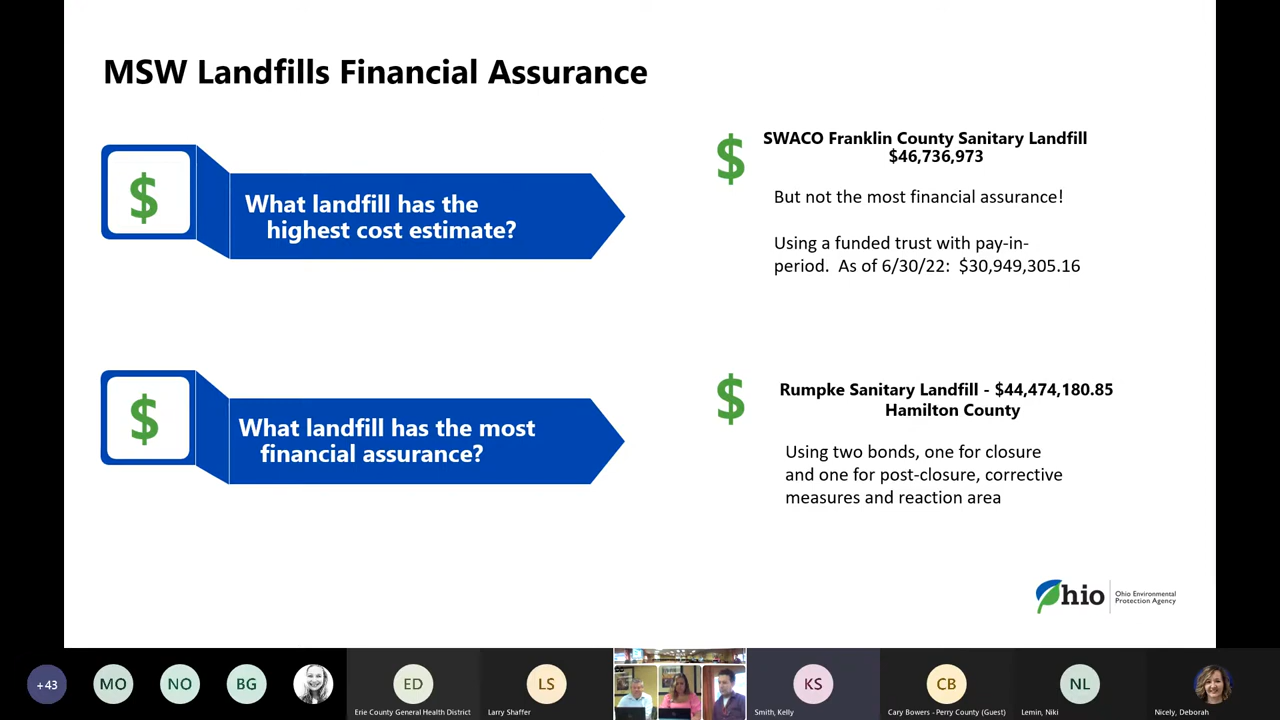 MSW Landfills Financial Assurance
$
What landfill has the
highest cost estimate?
$
SWACO Franklin County Sanitary Landfill
$46,736,973
But not the most financial assurance!
Using a funded trust with pay-in-
period. As of 6/30/22: $30,949,305.16
$
What landfill has the most
financial assurance?
$
Rumpke Sanitary Landfill - $44,474,180.85
Hamilton County
Using two bonds, one for closure
and one for post-closure, corrective
measures and reaction area
Ohio
Ohio Environmental
Protection Agency
+43
MO
NO
BG
ED
Erie County General Health District
LS
Larry Shaffer
KS
Smith, Kelly
CB
Cary Bowers - Perry County (Guest)
NL
Lemin, Niki
Nicely, Deborah